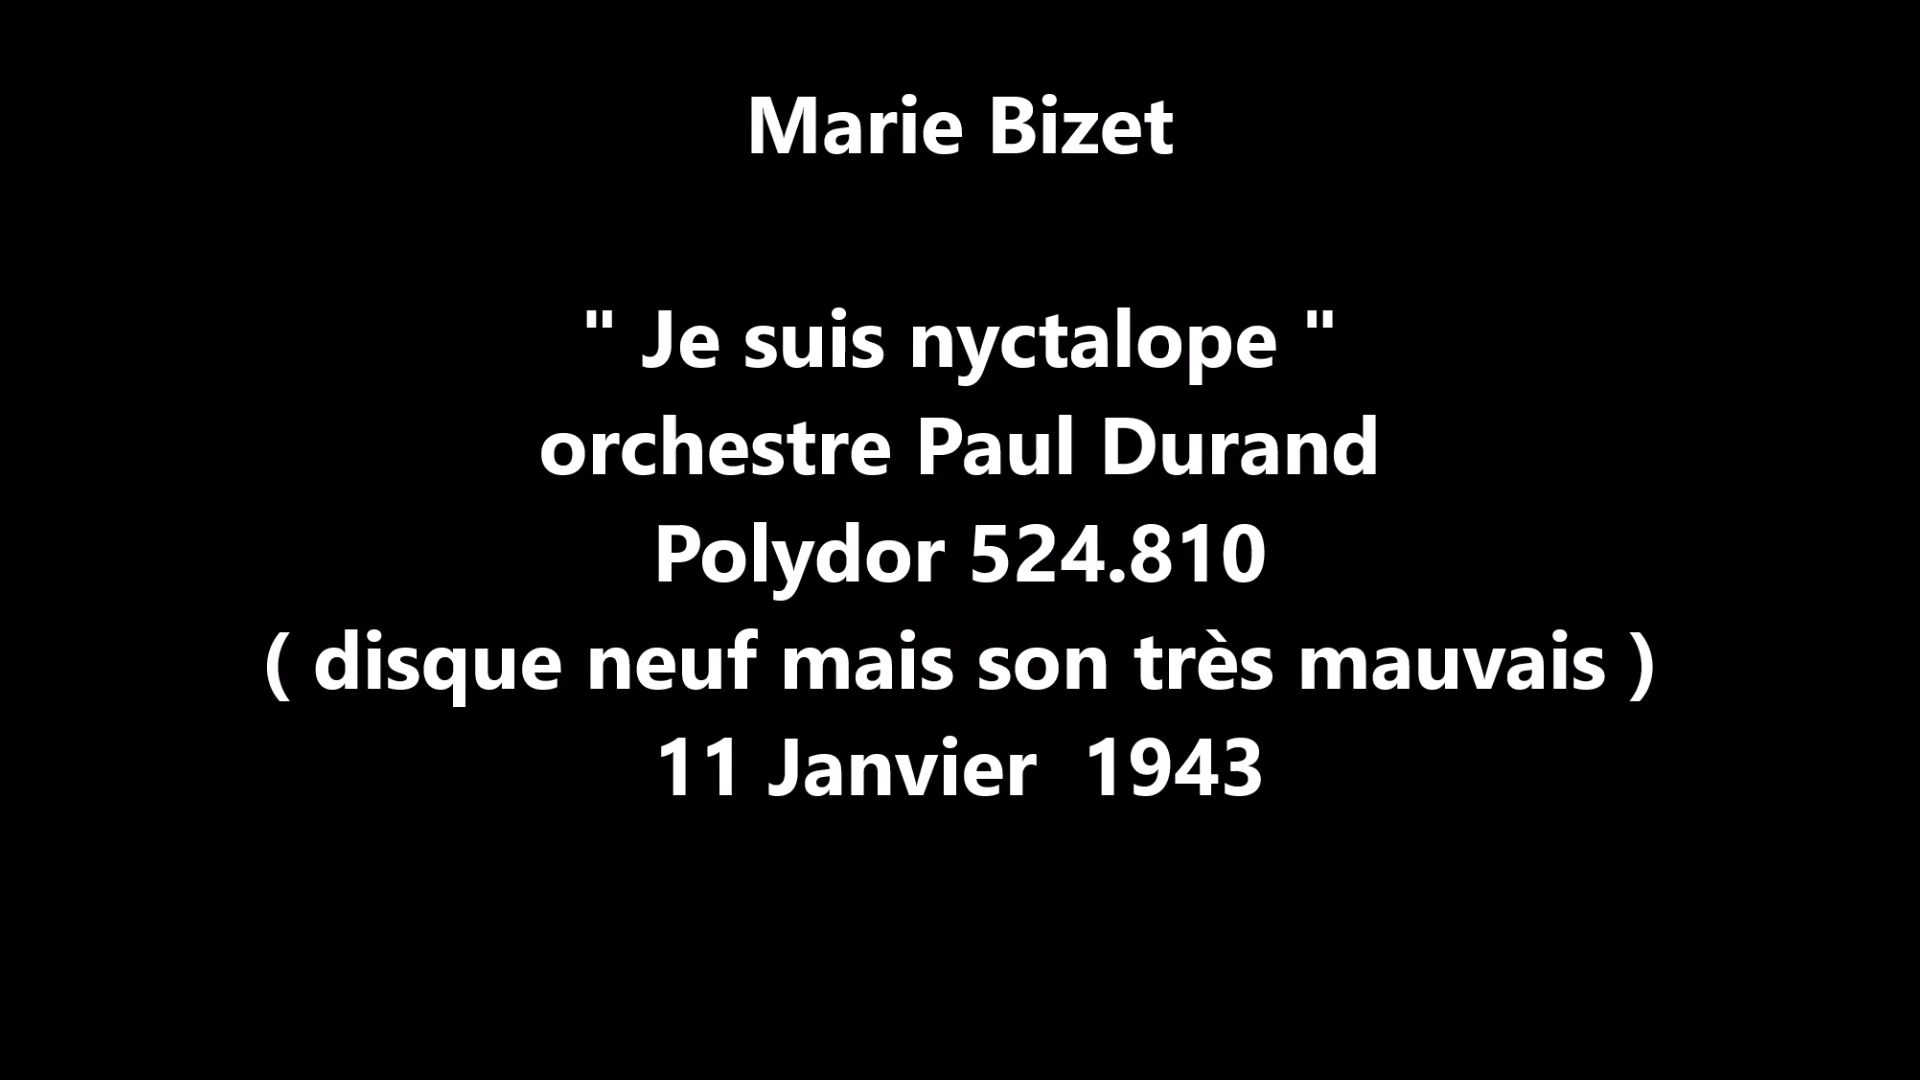 Marie Bizet
" Je suis nyctalope "
orchestre Paul Durand
Polydor 524.810
( disque neuf mais son très mauvais )
11 Janvier  1943